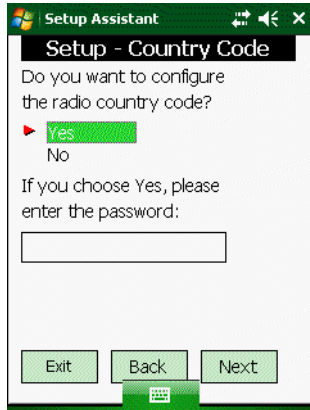 Setup Assistant
Setup - Country Code
Do you want to configure
the radio country code?
Yes
No
If you choose Yes, please
enter the password:
Exit Back Next